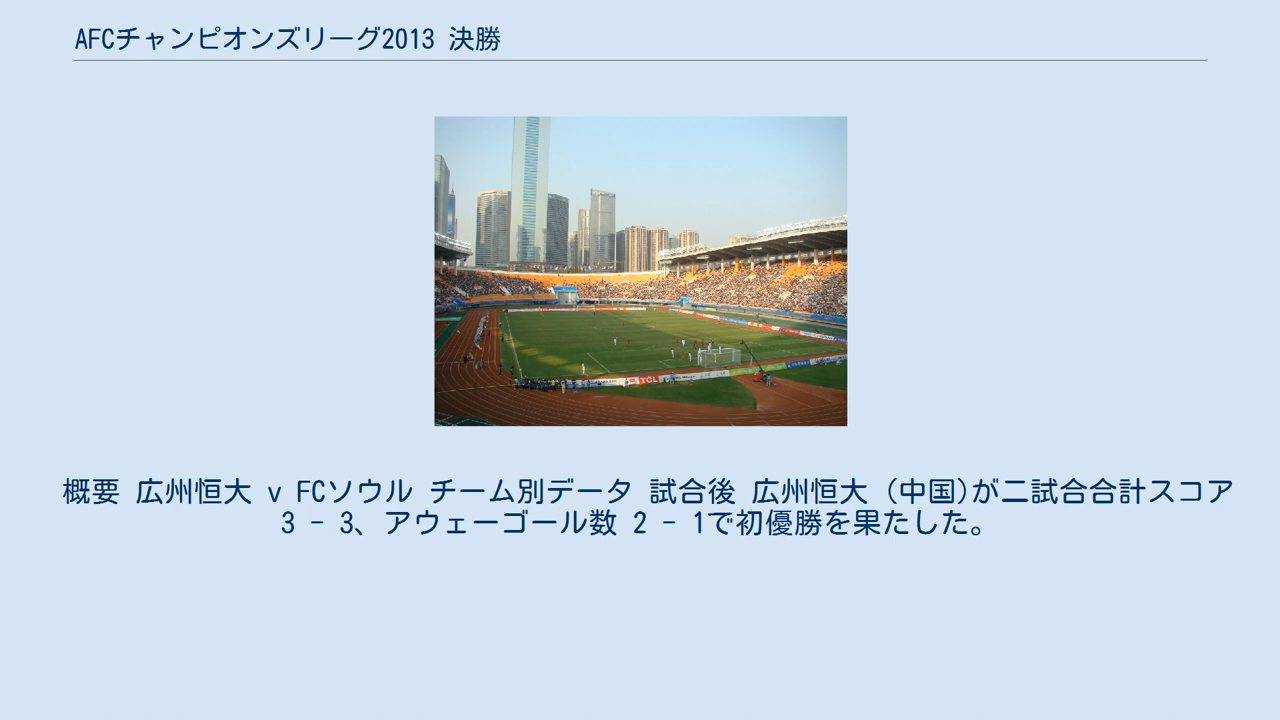 AFCチャンピオンズリーグ2013 決勝
TCL
概要 広州恒大 v FCソウル チーム別データ 試合後 広州恒大 (中国)が二試合合計スコア
3 - 3、アウェーゴール数 2 - 1で初優勝を果たした。